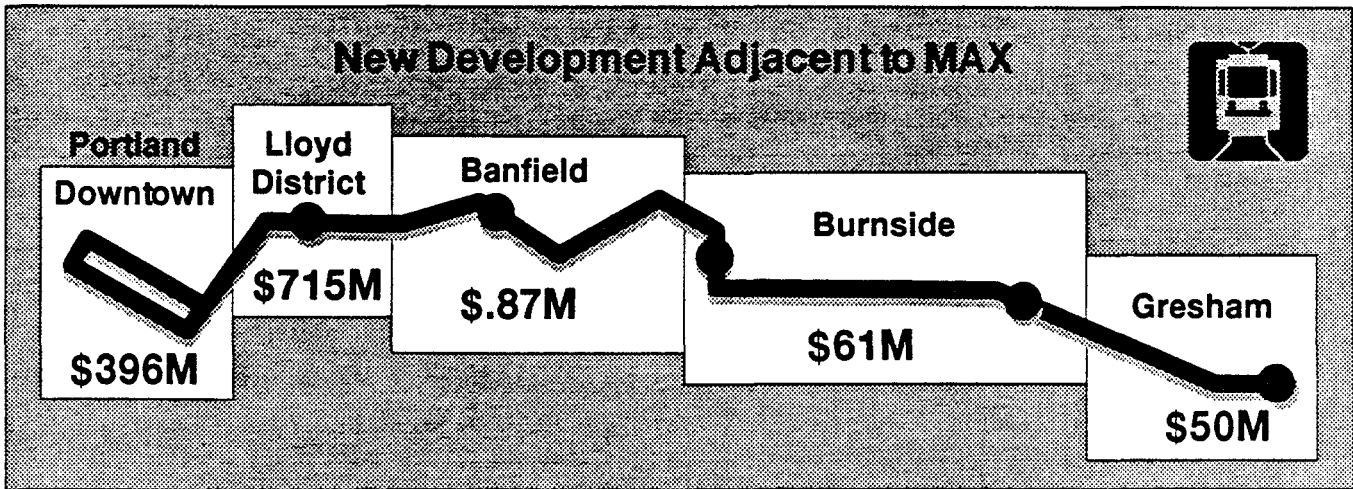 New Development Adjacent to MAX
Portland
Downtown
$396M
Lloyd
District
$715M
Banfield
$.87M
Burnside
$61M
Gresham
$50M